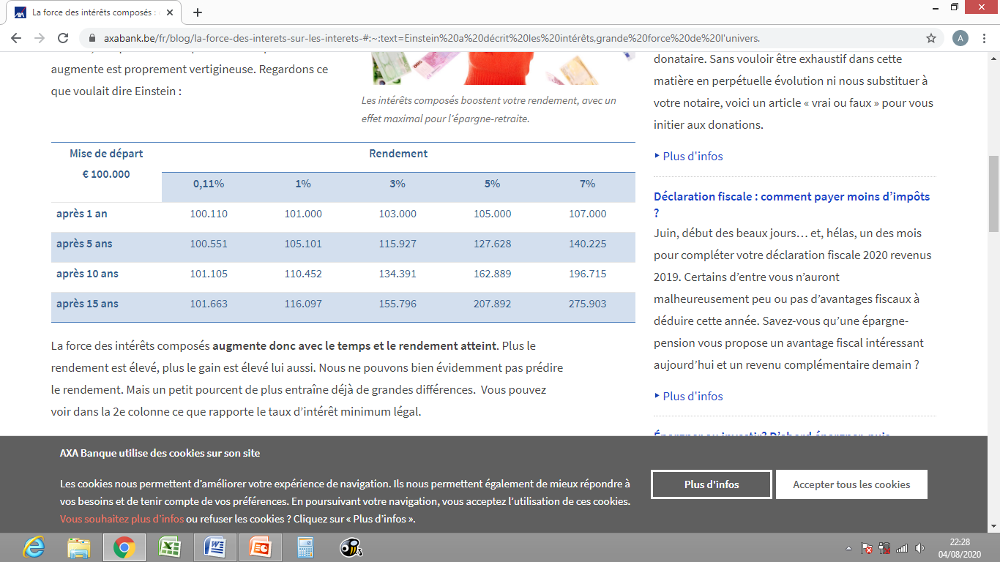 La force des intérêts composés :
axabank.be/fr/blog/la-force-des-interets-sur-les-interets-#:~:text=Einstein%20a%20décrit%20les%20intérêts,grande%20force%20de%20l'univers.
A
augmente est proprement vertigineuse. Regardons ce
que voulait dire Einstein :
Les intérêts composés boostent votre rendement, avec un
effet maximal pour l'épargne-retraite.
Mise de départ
€ 100.000
Rendement
0,11% 1% 3% 5% 7%
après 1 an 100.110 101.000 103.000 105.000 107.000
après 5 ans 100.551 105.101 115.927 127.628 140.225
après 10 ans 101.105 110.452 134.391 162.889 196.715
après 15 ans 101.663 116.097 155.796 207.892 275.903
La force des intérêts composés augmente donc avec le temps et le rendement atteint. Plus le
rendement est élevé, plus le gain est élevé lui aussi. Nous ne pouvons bien évidemment pas prédire
le rendement. Mais un petit pourcent de plus entraîne déjà de grandes différences. Vous pouvez
voir dans la 2e colonne ce que rapporte le taux d'intérêt minimum légal.
donataire. Sans vouloir être exhaustif dans cette
matière en perpétuelle évolution ni nous substituer à
votre notaire, voici un article « vrai ou faux » pour vous
initier aux donations.
Plus d'infos
Déclaration fiscale : comment payer moins d'impôts
?
Juin, début des beaux jours… et, hélas, un des mois
pour compléter votre déclaration fiscale 2020 revenus
2019. Certains d'entre vous n'auront
malheureusement peu ou pas d'avantages fiscaux à
déduire cette année. Savez-vous qu'une épargne-
pension vous propose un avantage fiscal intéressant
aujourd'hui et un revenu complémentaire demain ?
Plus d'infos
Épargner ou investir? D'abord épargner, puis
AXA Banque utilise des cookies sur son site
Les cookies nous permettent d'améliorer votre expérience de navigation. Ils nous permettent également de mieux répondre à
vos besoins et de tenir compte de vos préférences. En poursuivant votre navigation, vous acceptez l'utilisation de ces cookies.
Vous souhaitez plus d'infos ou refuser les cookies ? Cliquez sur « Plus d'infos ».
Plus d'infos
Accepter tous les cookies
22:28
04/08/2020